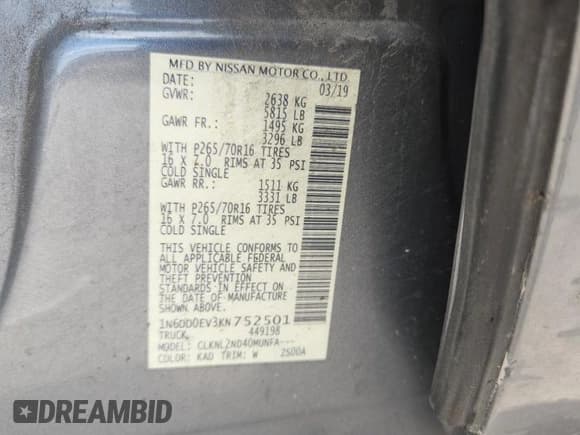 MFD BY NISSAN MOTOR CO., LTD.
DATE: 03/19
GVWR: 2638 KG
5815 LB
GAWR FR.: 1495 KG
3296 LB
WITH P265/70R16 TIRES
16 X 7.0 RIMS AT 35 PSI
COLD SINGLE
GAWR RR.: 1511 KG
3331 LB
WITH P265/70R16 TIRES
16 X 7.0 RIMS AT 35 PSI
COLD SINGLE
THIS VEHICLE CONFORMS TO
ALL APPLICABLE FEDERAL
MOTOR VEHICLE SAFETY AND
THEFT PREVENTION
STANDARDS IN EFFECT ON
THE DATE OF MANUFACTURE
SHOWN ABOVE.
1N6DD0EV3KN752501
TRUCK 449198
MODEL: CLKNLZND40MUNFA---
COLOR: KAD TRIM: W 2S00A
DREAMBID